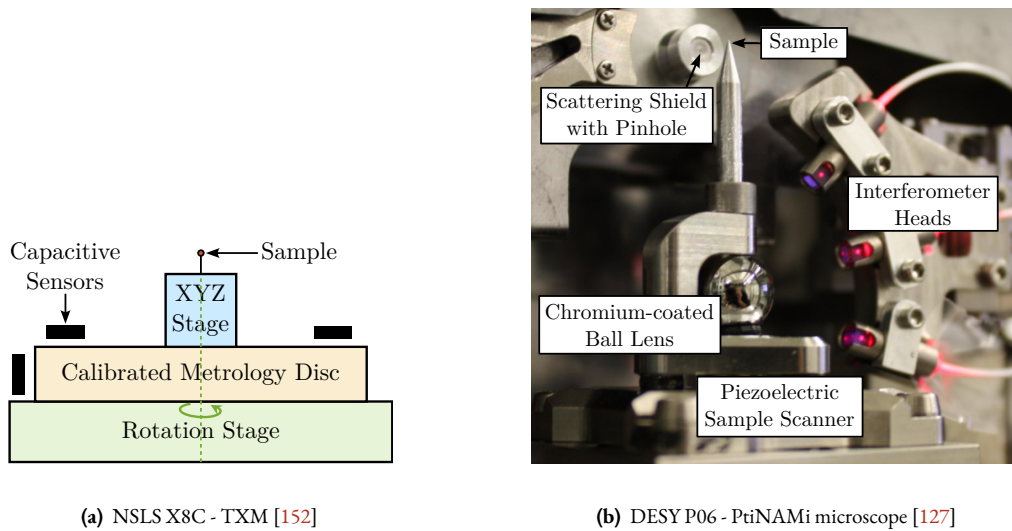 Capacitive
Sensors
Sample
XYZ
Stage
Calibrated Metrology Disc
Rotation Stage
(a) NSLS X8C - TXM [152]
Sample
Scattering Shield
with Pinhole
Interferometer
Heads
Chromium-coated
Ball Lens
Piezoelectric
Sample Scanner
(b) DESY P06 - PtiNAMi microscope [127]